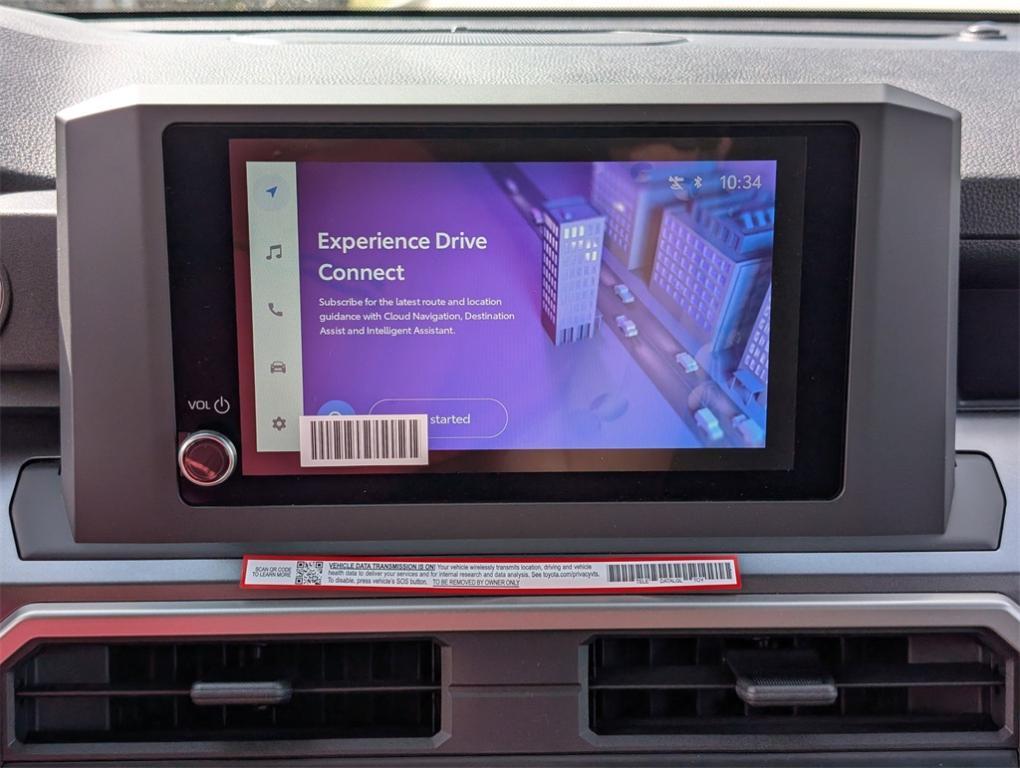 10:34
Experience Drive
Connect
Subscribe for the latest route and location
guidance with Cloud Navigation, Destination
Assist and Intelligent Assistant.
started
VOL
SCAN QR CODE
TO LEARN MORE
VEHICLE DATA TRANSMISSION IS ON! Your vehicle wirelessly transmits location, driving and vehicle
health data to deliver your services and for internal research and data analysis. See toyota.com/privacyvts.
To disable, press vehicle's SOS button. TO BE REMOVED BY OWNER ONLY